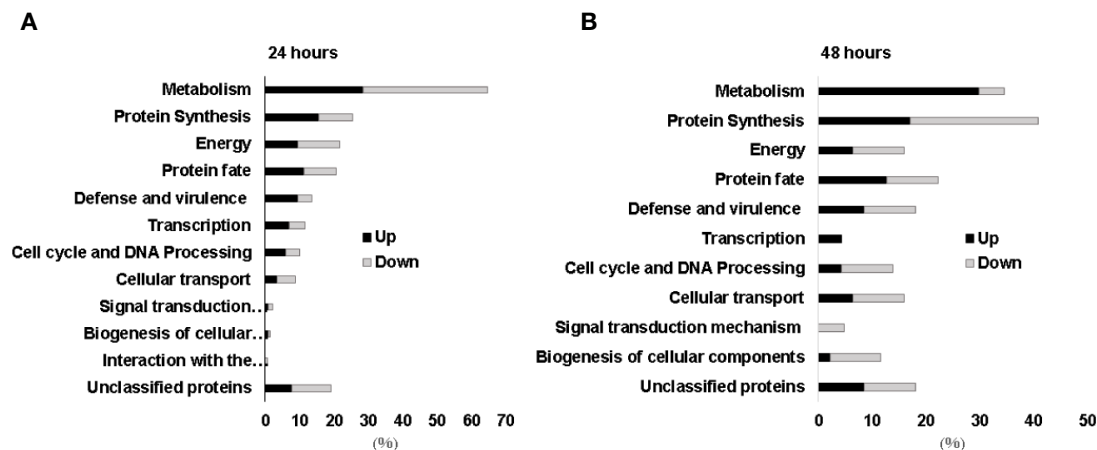 A
24 hours
Metabolism
Protein Synthesis
Energy
Protein fate
Defense and virulence
Transcription
Cell cycle and DNA Processing
Cellular transport
Signal transduction…
Biogenesis of cellular…
Interaction with the…
Unclassified proteins
Up
Down
0 10 20 30 40 50 60 70
(%)
B
48 hours
Metabolism
Protein Synthesis
Energy
Protein fate
Defense and virulence
Transcription
Cell cycle and DNA Processing
Cellular transport
Signal transduction mechanism
Biogenesis of cellular components
Unclassified proteins
Up
Down
0 10 20 30 40 50
(%)